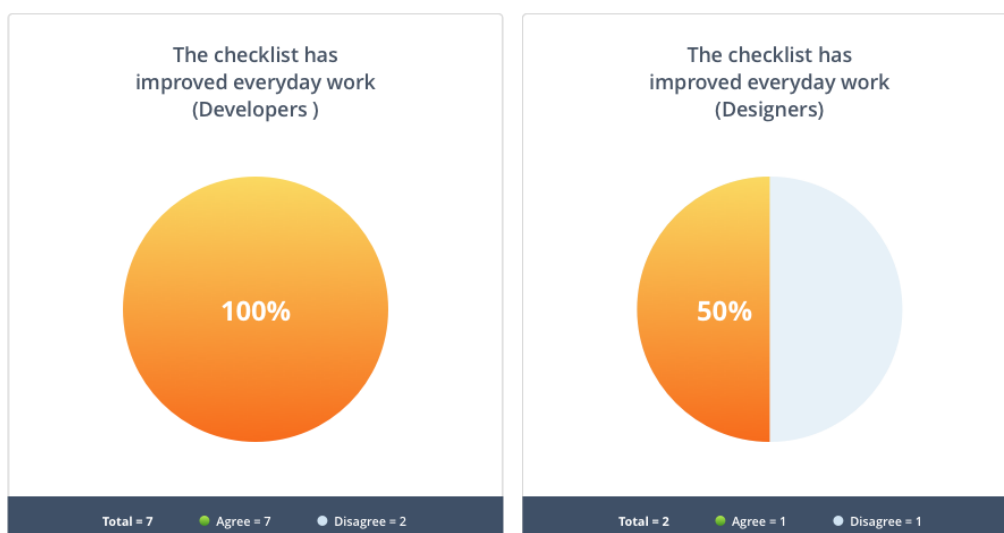 The checklist has
improved everyday work
(Developers )
100%
Total = 7 Agree = 7 Disagree = 2
The checklist has
improved everyday work
(Designers)
50%
Total = 2 Agree = 1 Disagree = 1